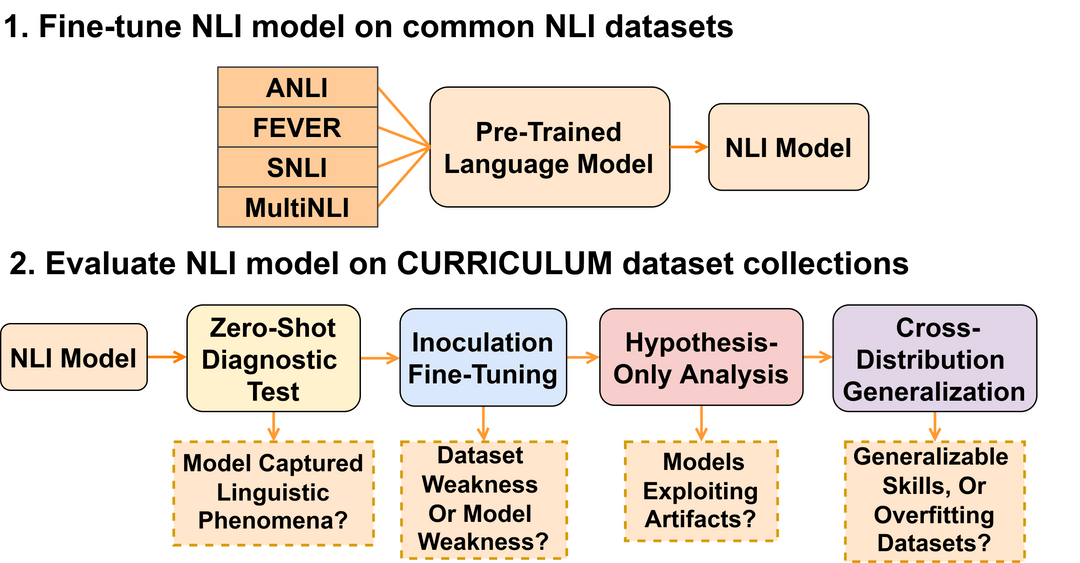 1. Fine-tune NLI model on common NLI datasets
ANLI
FEVER
SNLI
MultiNLI
Pre-Trained
Language Model
NLI Model
2. Evaluate NLI model on CURRICULUM dataset collections
NLI Model
Zero-Shot
Diagnostic
Test
Inoculation
Fine-Tuning
Hypothesis-
Only Analysis
Cross-
Distribution
Generalization
Model Captured
Linguistic
Phenomena?
Dataset
Weakness
Or Model
Weakness?
Models
Exploiting
Artifacts?
Generalizable
Skills, Or
Overfitting
Datasets?